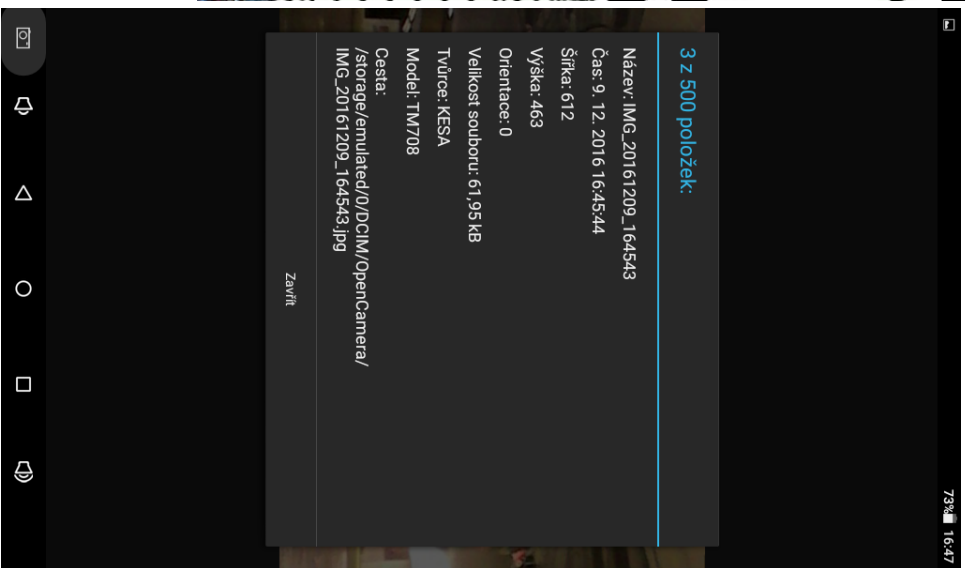 73% 16:47
3 z 500 položek:
Název: IMG_20161209_164543
Čas: 9. 12. 2016 16:45:44
Šířka: 612
Výška: 463
Orientace: 0
Velikost souboru: 61,95 kB
Tvůrce: KESA
Model: TM708
Cesta:
/storage/emulated/0/DCIM/OpenCamera/
IMG_20161209_164543.jpg
Zavřít